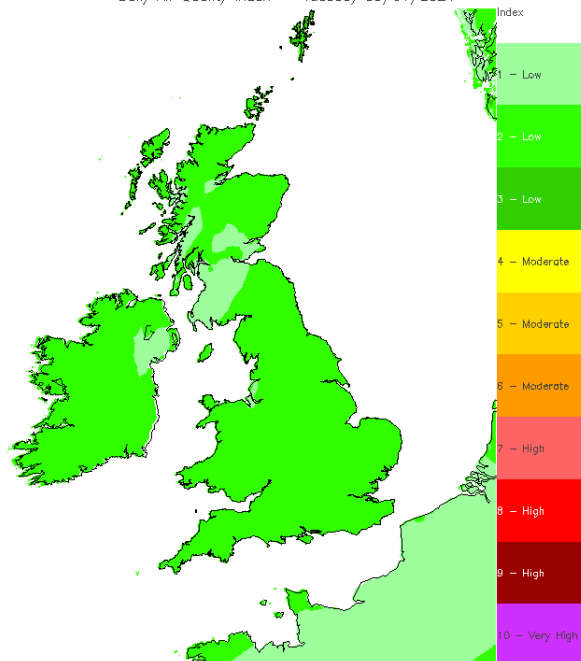 Index
1 - Low
2 - Low
3 - Low
4 - Moderate
5 - Moderate
6 - Moderate
7 - High
8 - High
9 - High
10 - Very High